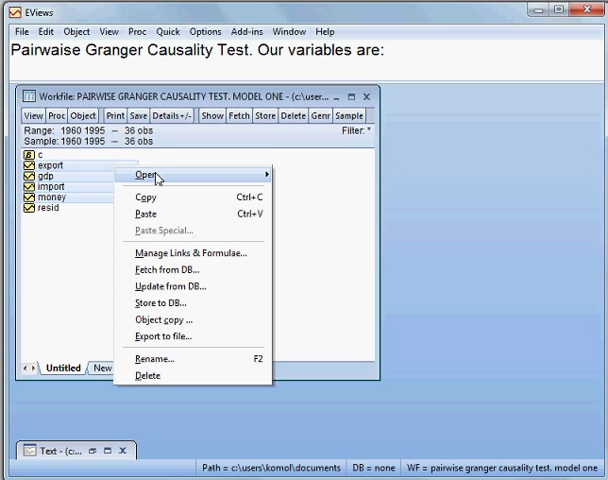 EViews
File Edit Object View Proc Quick Options Add-ins Window Help
Pairwaise Granger Causality Test. Our variables are:
Workfile: PAIRWISE GRANGER CAUSALITY TEST. MODEL ONE - (c:\user...
View Proc Object Print Save Details+/- Show Fetch Store Delete Genr Sample
Range: 1960 1995 – 36 obs Filter: *
Sample: 1960 1995 – 36 obs
c
export
gdp
import
money
resid
Open
Copy Ctrl+C
Paste Ctrl+V
Paste Special...
Manage Links & Formulae...
Fetch from DB...
Update from DB...
Store to DB...
Object copy ...
Export to file...
Rename... F2
Delete
Untitled New
Text - (c:...
Path = c:\users\komol\documents DB = none WF = pairwise granger causality test. model one